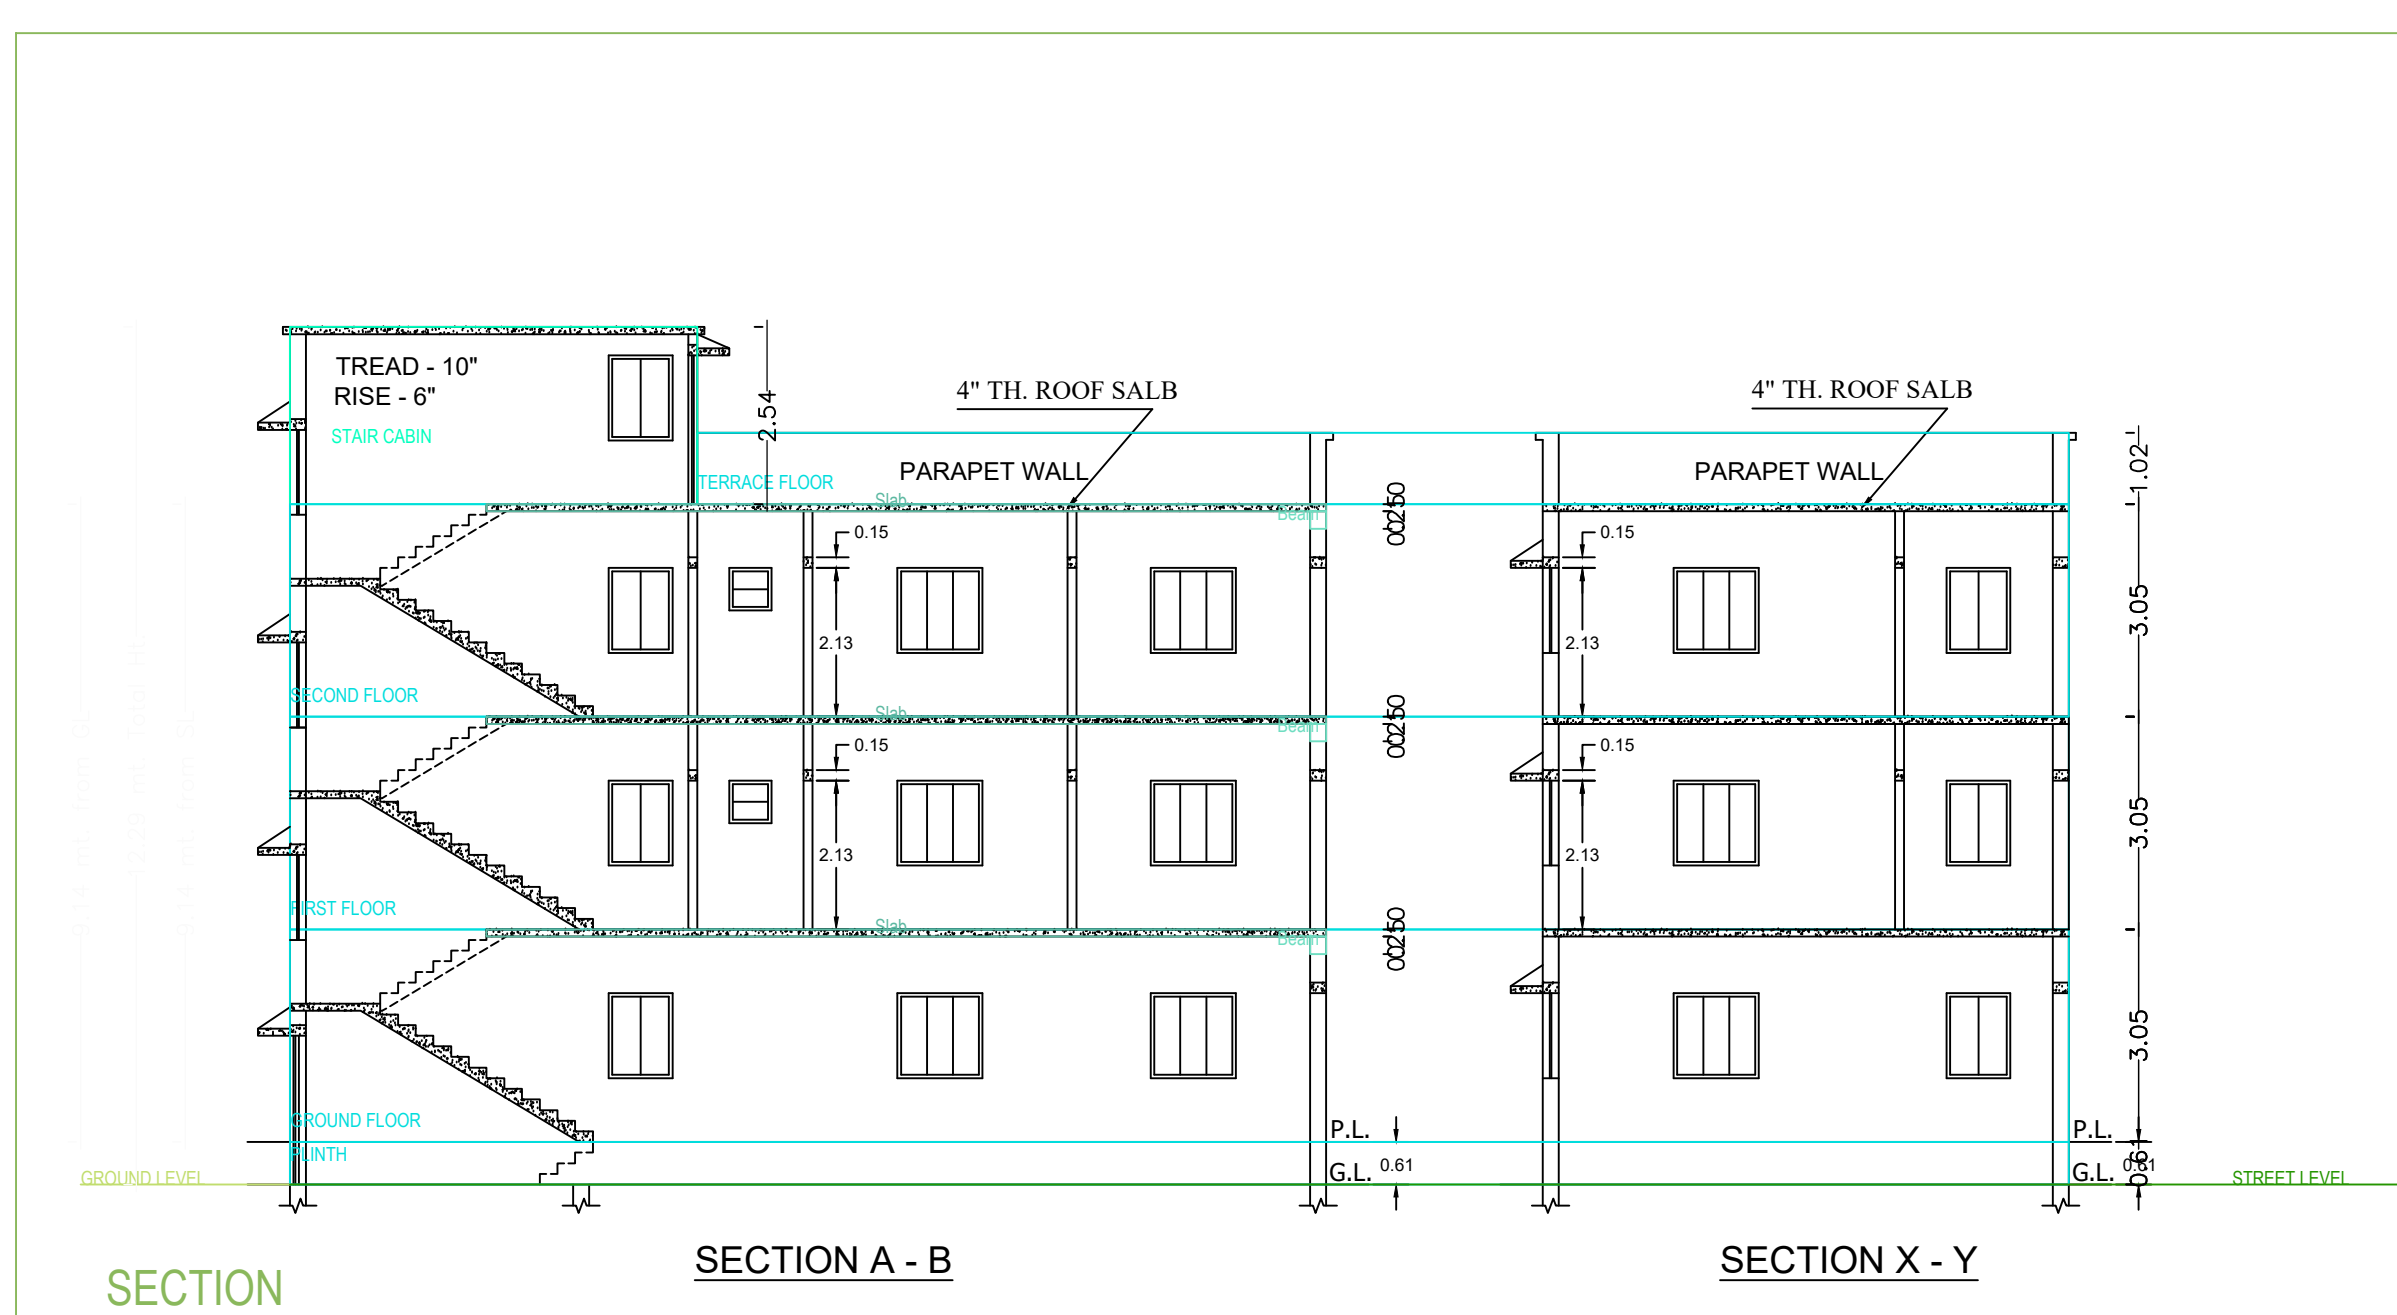 TREAD - 10"
RISE - 6"
STAIR CABIN
2.54
4" TH. ROOF SALB
PARAPET WALL
TERRACE FLOOR
Slab
Beam
0.15
2.13
SECOND FLOOR
Slab
Beam
0.15
2.13
FIRST FLOOR
Slab
Beam
GROUND FLOOR
PLINTH
GROUND LEVEL
P.L.
G.L.
0.61
4" TH. ROOF SALB
PARAPET WALL
1.02
0.15
2.13
3.05
0.15
2.13
3.05
3.05
P.L.
G.L.
0.61
0.61
STREET LEVEL
SECTION A - B
SECTION X - Y
SECTION